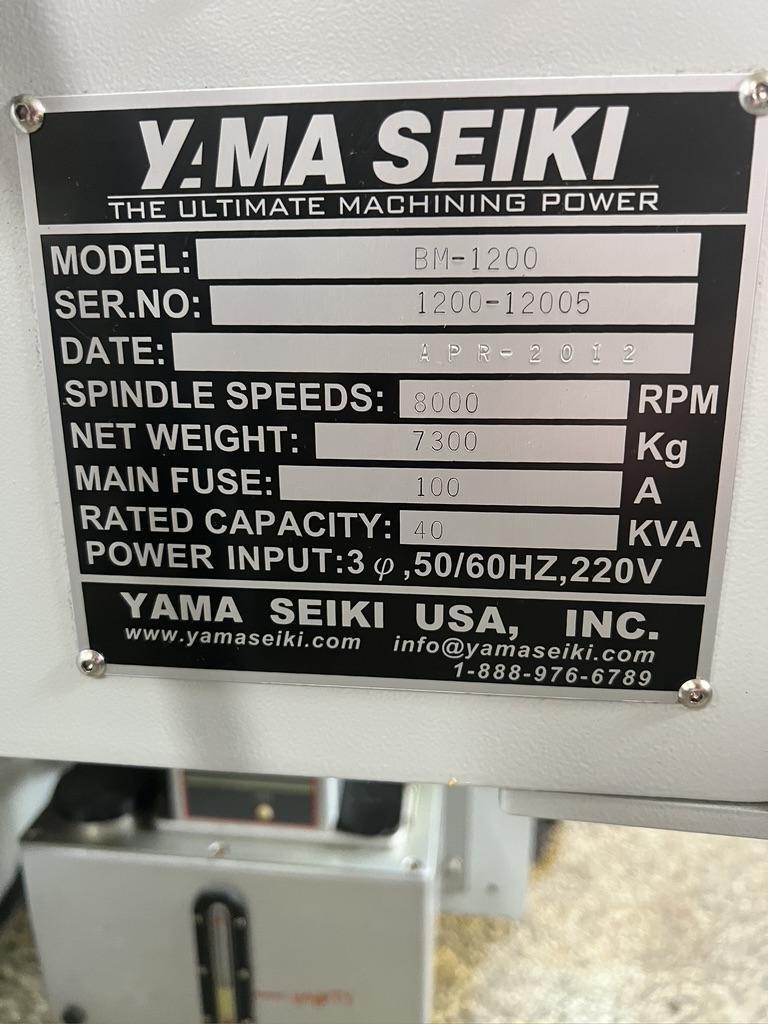 YAMA SEIKI
THE ULTIMATE MACHINING POWER
MODEL: BM-1200
SER.NO: 1200-12005
DATE: APR-2012
SPINDLE SPEEDS: 8000 RPM
NET WEIGHT: 7300 Kg
MAIN FUSE: 100 A
RATED CAPACITY: 40 KVA
POWER INPUT:3 φ ,50/60HZ,220V
YAMA SEIKI USA, INC.
www.yamaseiki.com info@yamaseiki.com
1-888-976-6789